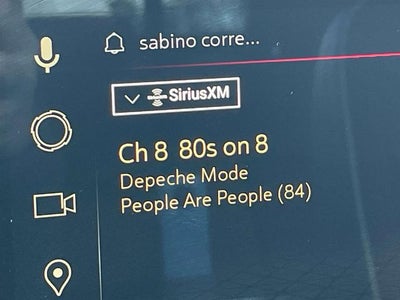 sabino corre...
SiriusXM
Ch 8 80s on 8
Depeche Mode
People Are People (84)